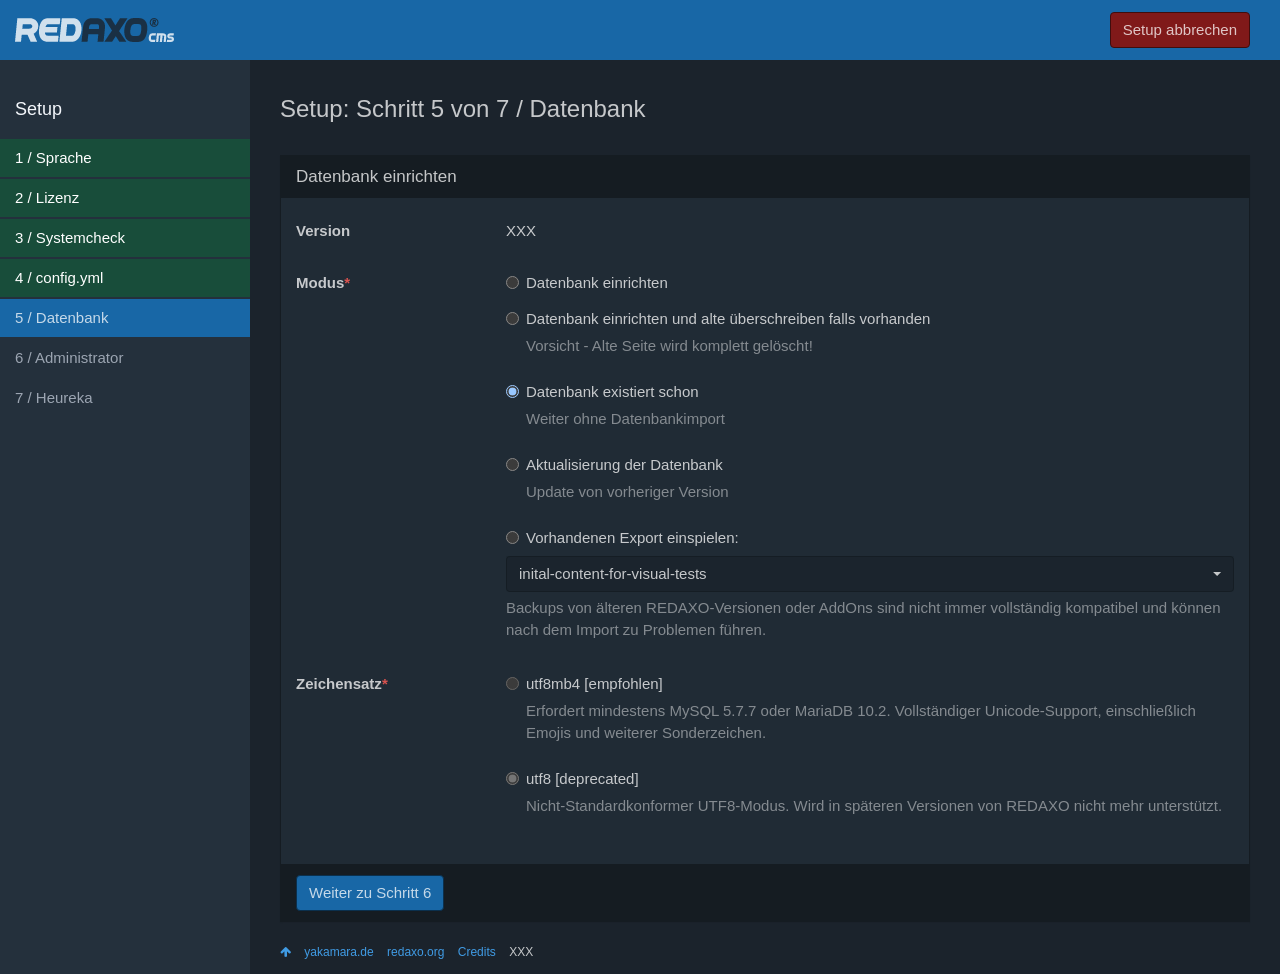 REDAXO® cms
Setup abbrechen
Setup
1 / Sprache
2 / Lizenz
3 / Systemcheck
4 / config.yml
5 / Datenbank
6 / Administrator
7 / Heureka
Setup: Schritt 5 von 7 / Datenbank
Datenbank einrichten
Version XXX
Modus* Datenbank einrichten
Datenbank einrichten und alte überschreiben falls vorhanden
Vorsicht - Alte Seite wird komplett gelöscht!
Datenbank existiert schon
Weiter ohne Datenbankimport
Aktualisierung der Datenbank
Update von vorheriger Version
Vorhandenen Export einspielen:
inital-content-for-visual-tests
Backups von älteren REDAXO-Versionen oder AddOns sind nicht immer vollständig kompatibel und können
nach dem Import zu Problemen führen.
Zeichensatz* utf8mb4 [empfohlen]
Erfordert mindestens MySQL 5.7.7 oder MariaDB 10.2. Vollständiger Unicode-Support, einschließlich
Emojis und weiterer Sonderzeichen.
utf8 [deprecated]
Nicht-Standardkonformer UTF8-Modus. Wird in späteren Versionen von REDAXO nicht mehr unterstützt.
Weiter zu Schritt 6
yakamara.de redaxo.org Credits XXX